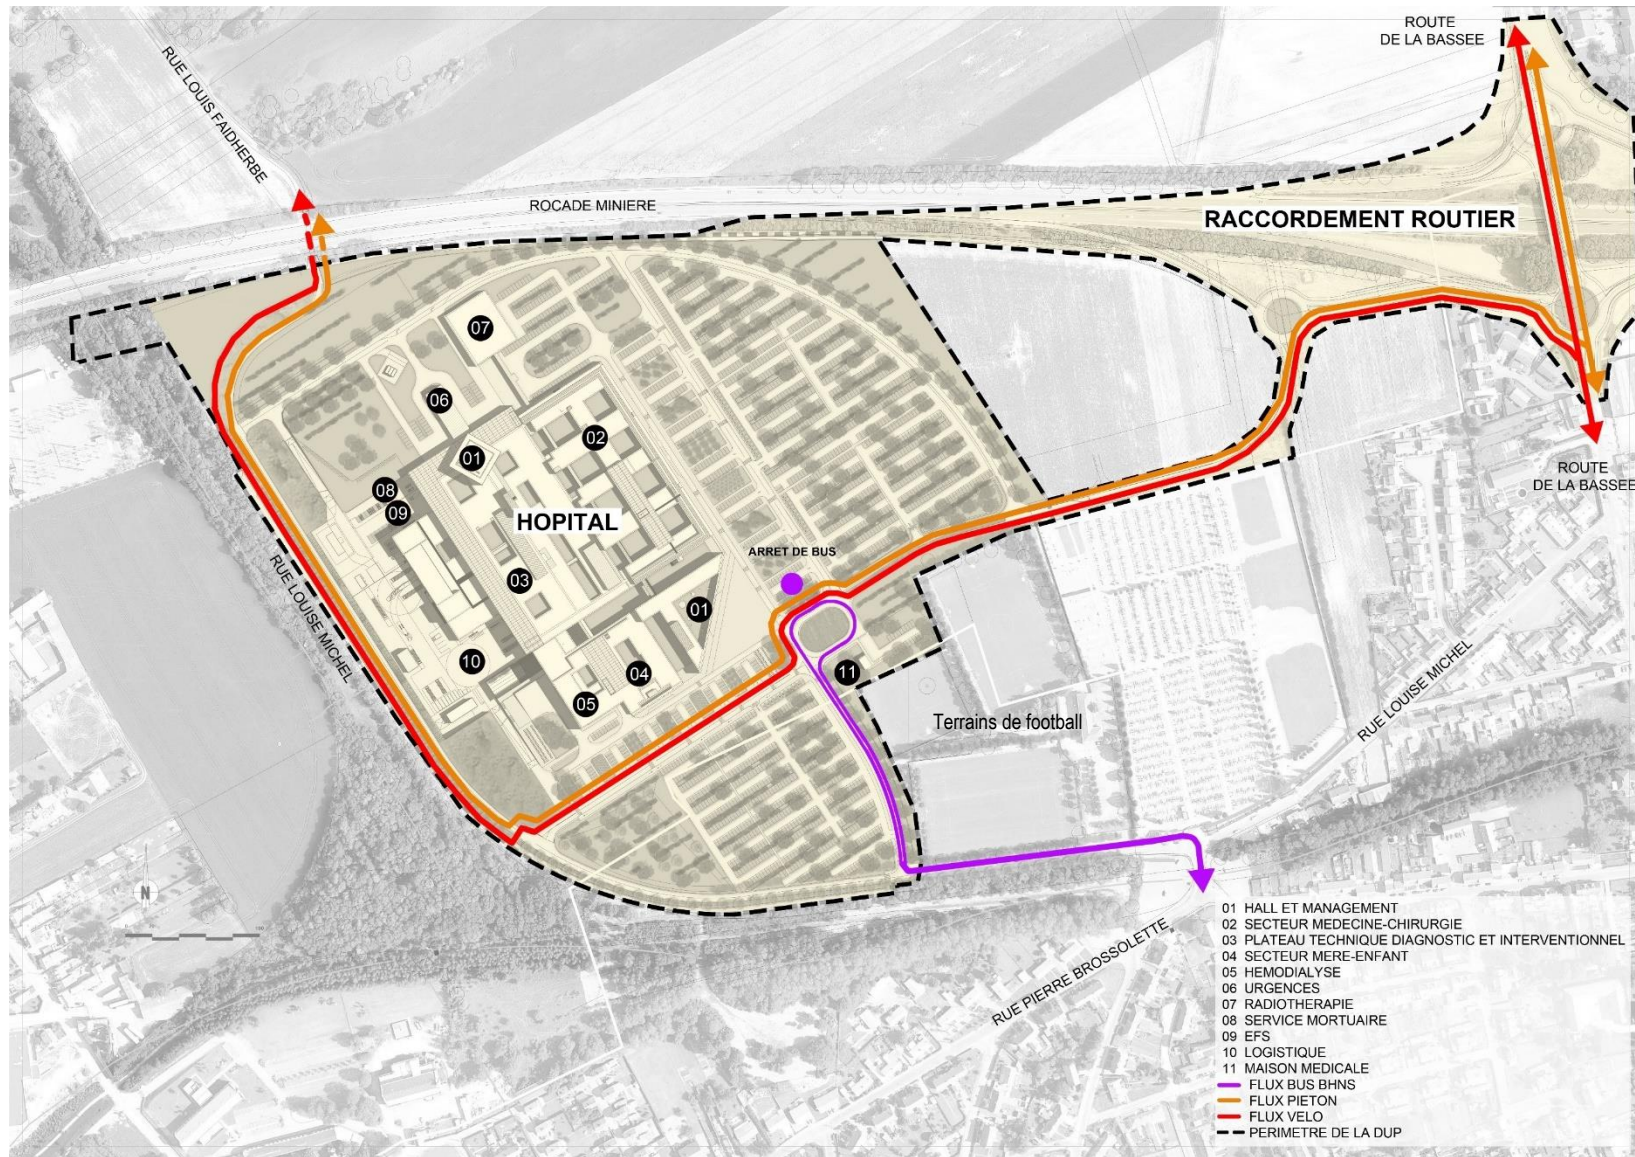 ROUTE
DE LA BASSEE
RUE LOUIS FAIDHERBE
ROCADE MINIERE
RACCORDEMENT ROUTIER
07
06
02
01
08
09
HOPITAL
ROUTE
DE LA BASSEE
ARRET DE BUS
03
01
RUE LOUISE MICHEL
10
04
11
05
Terrains de football
RUE LOUISE MICHEL
N
RUE PIERRE BROSSOLETTE
01 HALL ET MANAGEMENT
02 SECTEUR MEDECINE-CHIRURGIE
03 PLATEAU TECHNIQUE DIAGNOSTIC ET INTERVENTIONNEL
04 SECTEUR MERE-ENFANT
05 HEMODIALYSE
06 URGENCES
07 RADIOTHERAPIE
08 SERVICE MORTUAIRE
09 EFS
10 LOGISTIQUE
11 MAISON MEDICALE
FLUX BUS BHNS
FLUX PIETON
FLUX VELO
PERIMETRE DE LA DUP